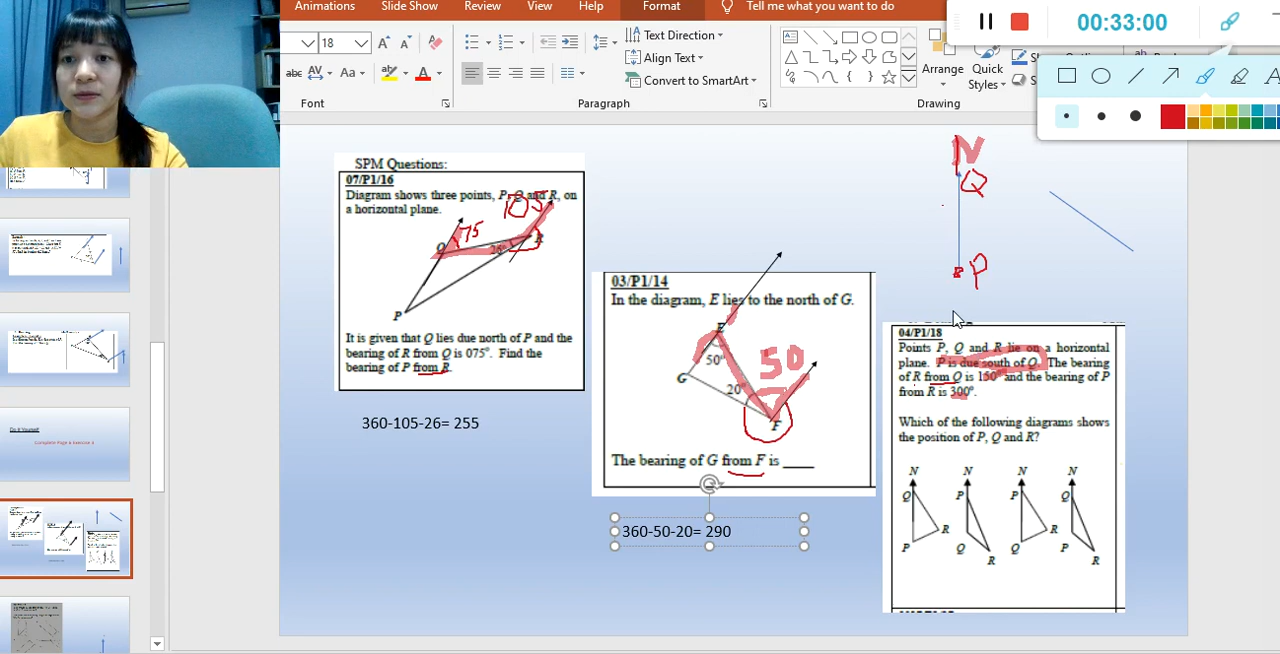 Animations Slide Show Review View Help Format Tell me what you want to do
00:33:00
18 A A
Text Direction
Align Text
Convert to SmartArt
abc AV Aa A
Arrange Quick Styles
Font Paragraph Drawing
SPM Questions:
07/P1/16
Diagram shows three points, P, Q and R, on
a horizontal plane.
105
75
Q
R
P
It is given that Q lies due north of P and the
bearing of R from Q is 075°. Find the
bearing of P from R.
360-105-26= 255
03/P1/14
In the diagram, E lies to the north of G.
E
50°
50
G
20°
F
The bearing of G from F is ____
360-50-20= 290
N
Q
P
04/P1/18
Points P, Q and R lie on a horizontal
plane. P is due south of Q. The bearing
of R from Q is 150° and the bearing of P
from R is 300°.
Which of the following diagrams shows
the position of P, Q and R?
N N N N
Q P P Q
R R
P Q Q P
R R